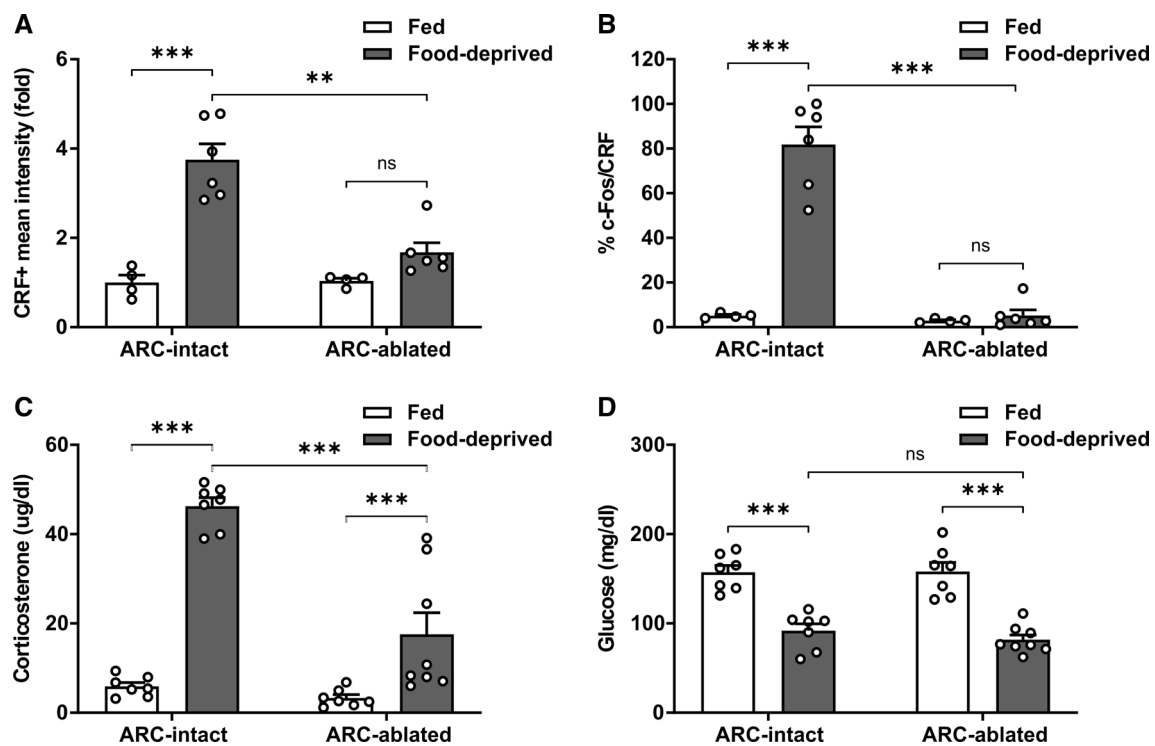 A
Fed
Food-deprived
CRF+ mean intensity (fold)
6
4
2
0
***
**
ns
ARC-intact
ARC-ablated
B
Fed
Food-deprived
% c-Fos/CRF
120
100
80
60
40
20
0
***
***
ns
ARC-intact
ARC-ablated
C
Fed
Food-deprived
Corticosterone (ug/dl)
60
40
20
0
***
***
***
ARC-intact
ARC-ablated
D
Fed
Food-deprived
Glucose (mg/dl)
300
200
100
0
ns
***
***
ARC-intact
ARC-ablated